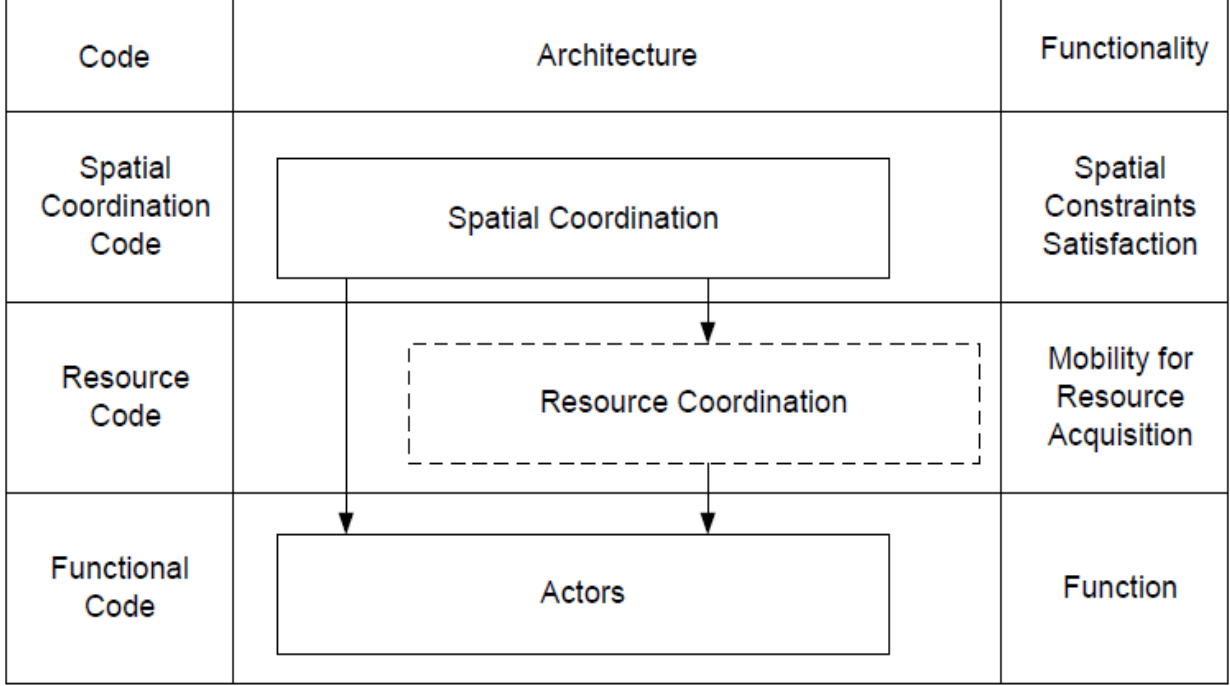 Code
Architecture
Functionality
Spatial
Coordination
Code
Spatial Coordination
Spatial
Constraints
Satisfaction
Resource
Code
Resource Coordination
Mobility for
Resource
Acquisition
Functional
Code
Actors
Function